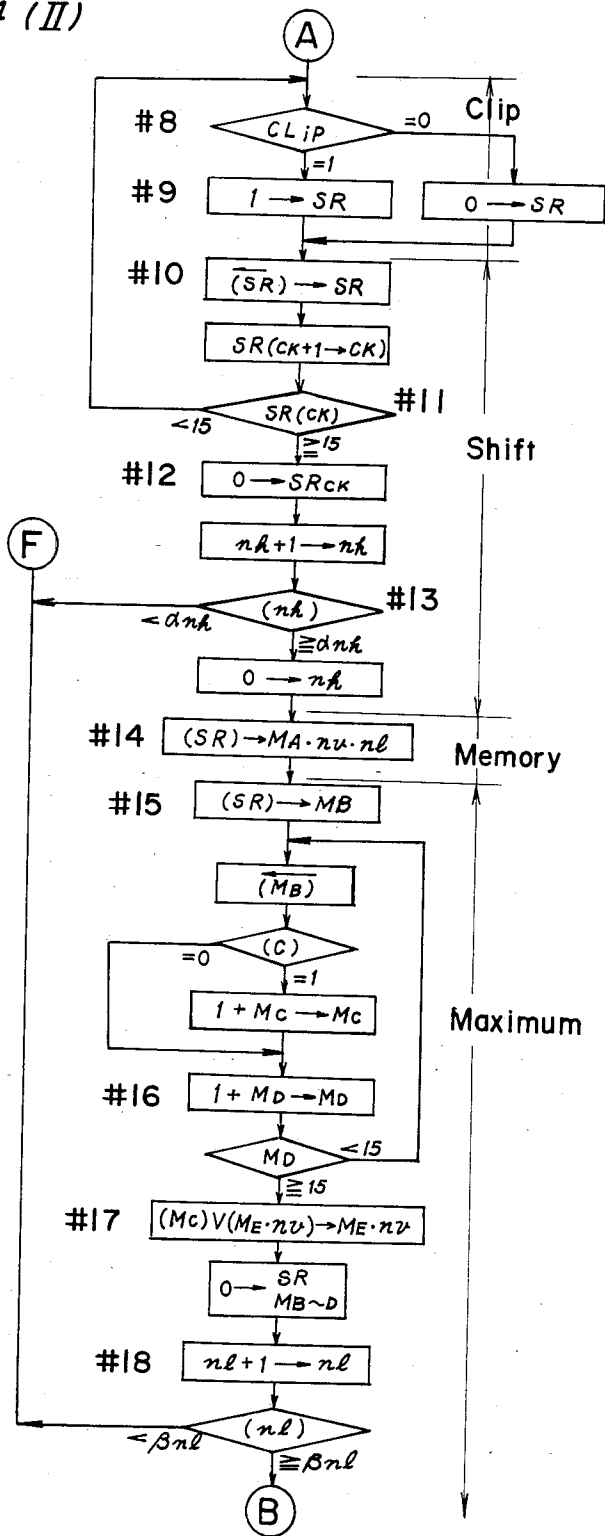 (II)
A
Clip
#8
CLiP
=0
=1
#9
1 → SR
0 → SR
#10
(SR) → SR
SR(CK+1→CK)
SR(CK)
#11
<15
≧15
Shift
#12
0 → SRCK
nh+1 → nh
F
(nh)
#13
<αnh
≧αnh
0 → nh
#14
(SR)→MA·nv·nl
Memory
#15
(SR)→MB
(MB)
(C)
=0
=1
1+MC→MC
Maximum
#16
1+MD→MD
MD
<15
≧15
#17
(MC)V(ME·nv)→ME·nv
0→ SR
MB~D
#18
nl+1 → nl
(nl)
<βnl
≧βnl
B